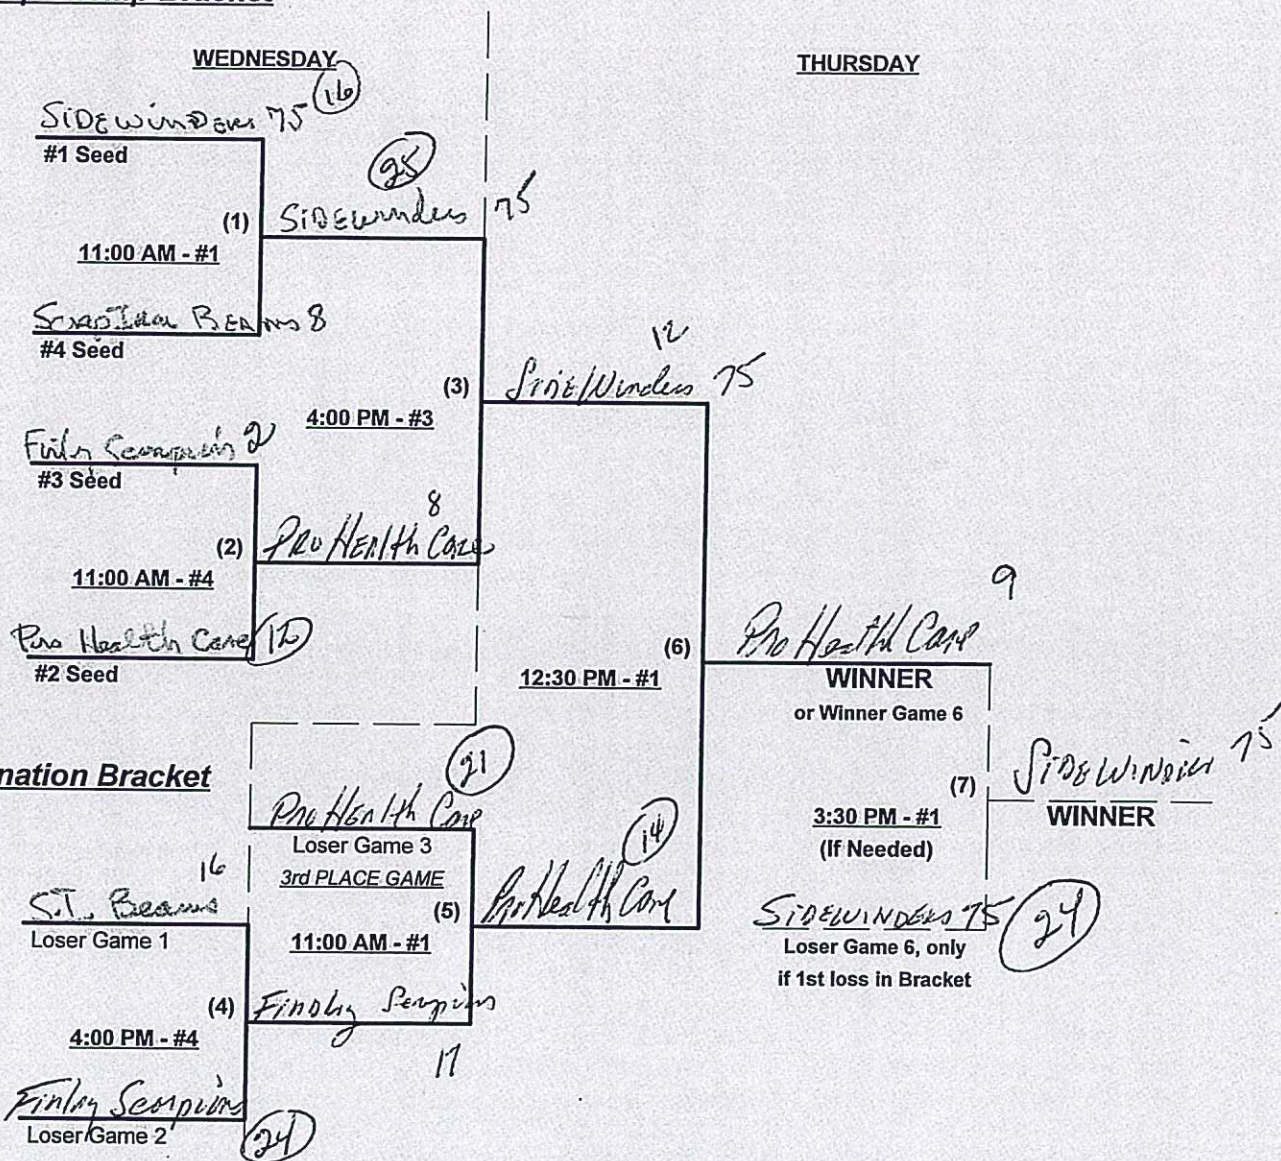 WEDNESDAY
THURSDAY
SIDEWINDERS 75 16
#1 Seed
25
(1) SIDEwinders 75
11:00 AM - #1
BEAMS 8
#4 Seed
12
(3) SIDE/Winders 75
4:00 PM - #3
2
#3 Seed
8
(2) PRO HEAlth Care
11:00 AM - #4
Pro Health Care 12
#2 Seed
9
(6) Pro Health Care
12:30 PM - #1
WINNER
or Winner Game 6
nation Bracket
21
Pro HEAlth Care
Loser Game 3
3rd PLACE GAME
(7) SIDEWINDERS 75
WINNER
3:30 PM - #1
(If Needed)
16
S.I. Beams
Loser Game 1
14
(5) Pro Health Care
11:00 AM - #1
SIDEWINDERS 75 24
Loser Game 6, only
if 1st loss in Bracket
(4) Findlay Scorpions
17
4:00 PM - #4
Finlay Scorpions
Loser Game 2
24